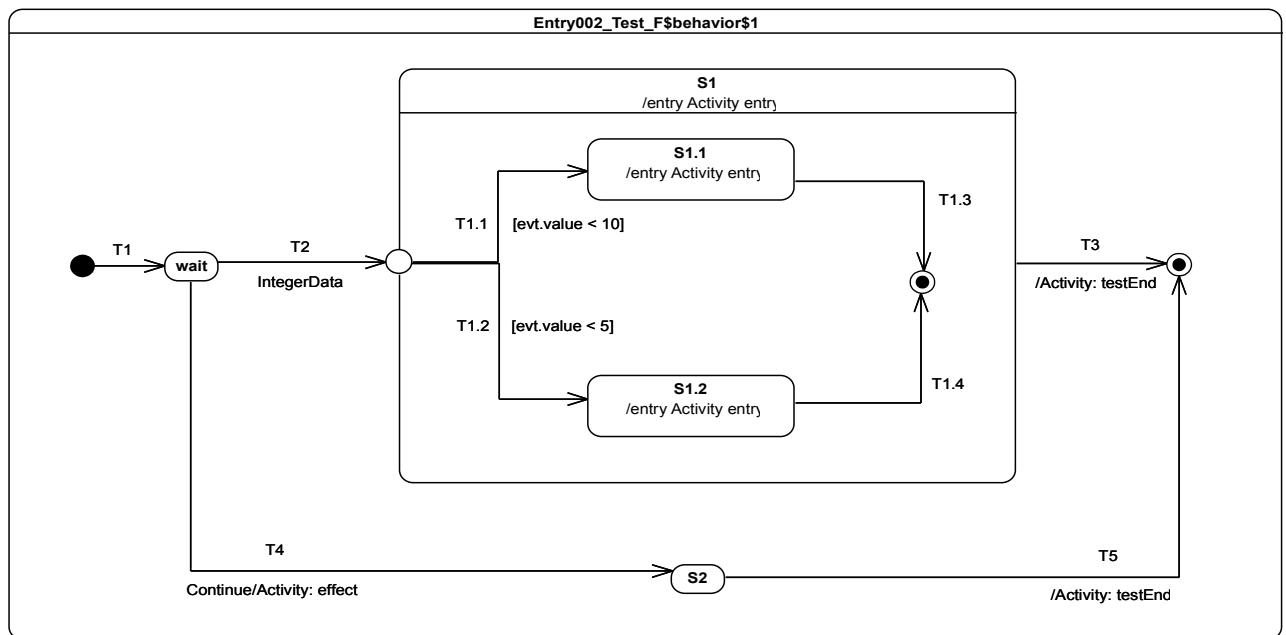 Entry002_Test_F$behavior$1
S1
/entry Activity entry
S1.1
/entry Activity entry
T1.3
T1.1 [evt.value < 10]
T1
T2
T3
wait
IntegerData
/Activity: testEnd
T1.2 [evt.value < 5]
S1.2
/entry Activity entry
T1.4
T4
T5
S2
Continue/Activity: effect
/Activity: testEnd